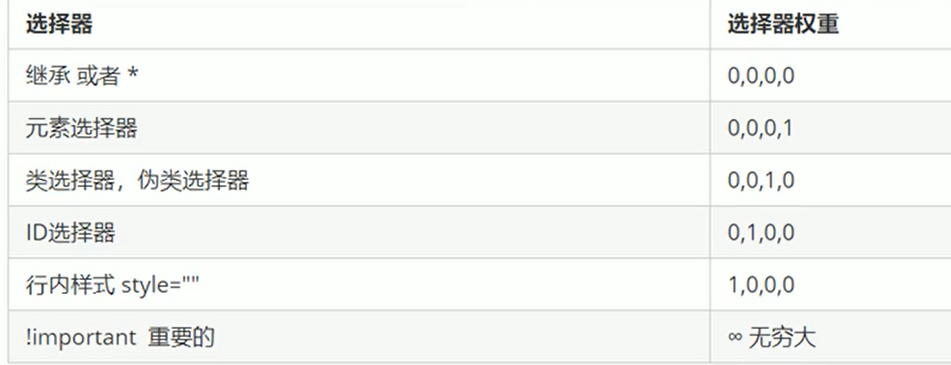 选择器 选择器权重
继承 或者 * 0,0,0,0
元素选择器 0,0,0,1
类选择器，伪类选择器 0,0,1,0
ID选择器 0,1,0,0
行内样式 style="" 1,0,0,0
!important 重要的 ∞ 无穷大